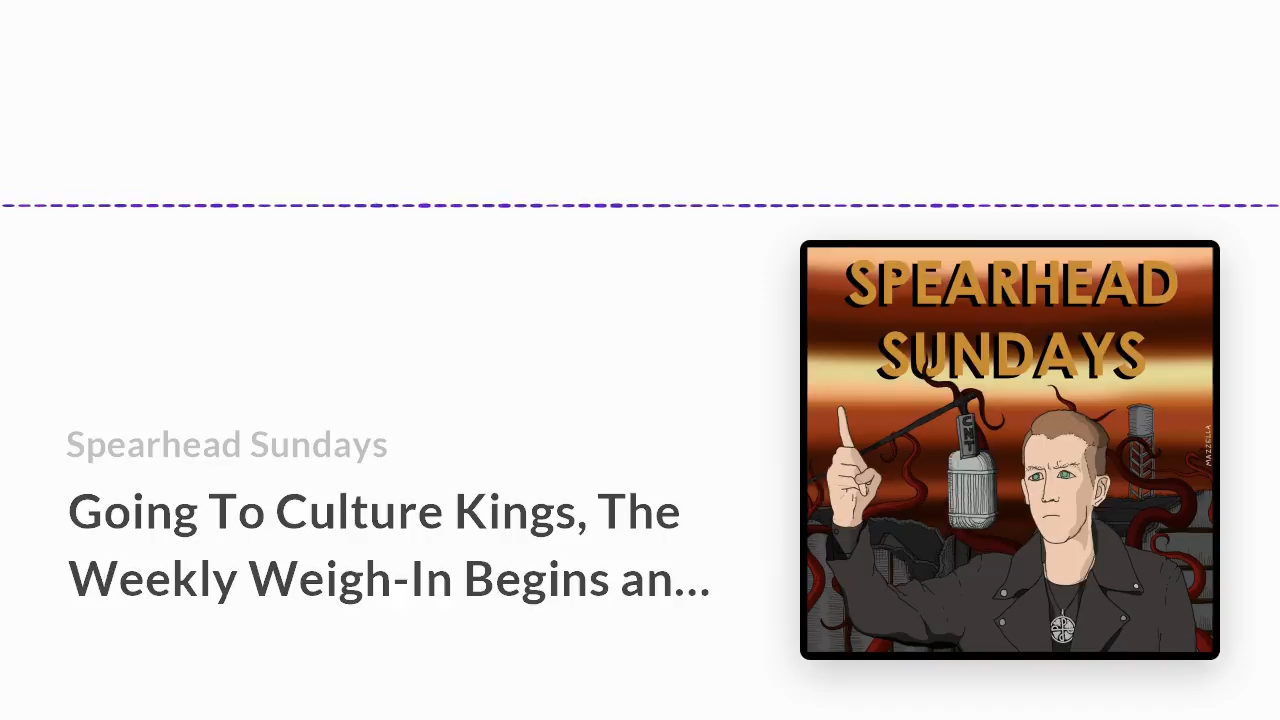 SPEARHEAD
SUNDAYS
MAZZELLA
Spearhead Sundays
Going To Culture Kings, The
Weekly Weigh-In Begins an...